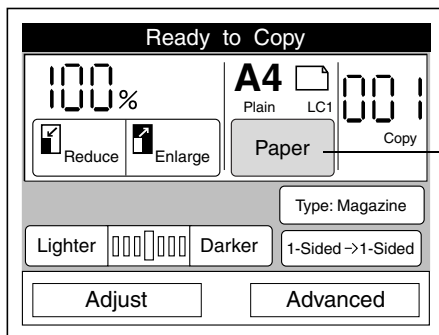 Ready to Copy
100%
A4
Plain LC1
001
Copy
Reduce Enlarge
Paper
Type: Magazine
Lighter Darker
1-Sided->1-Sided
Adjust Advanced